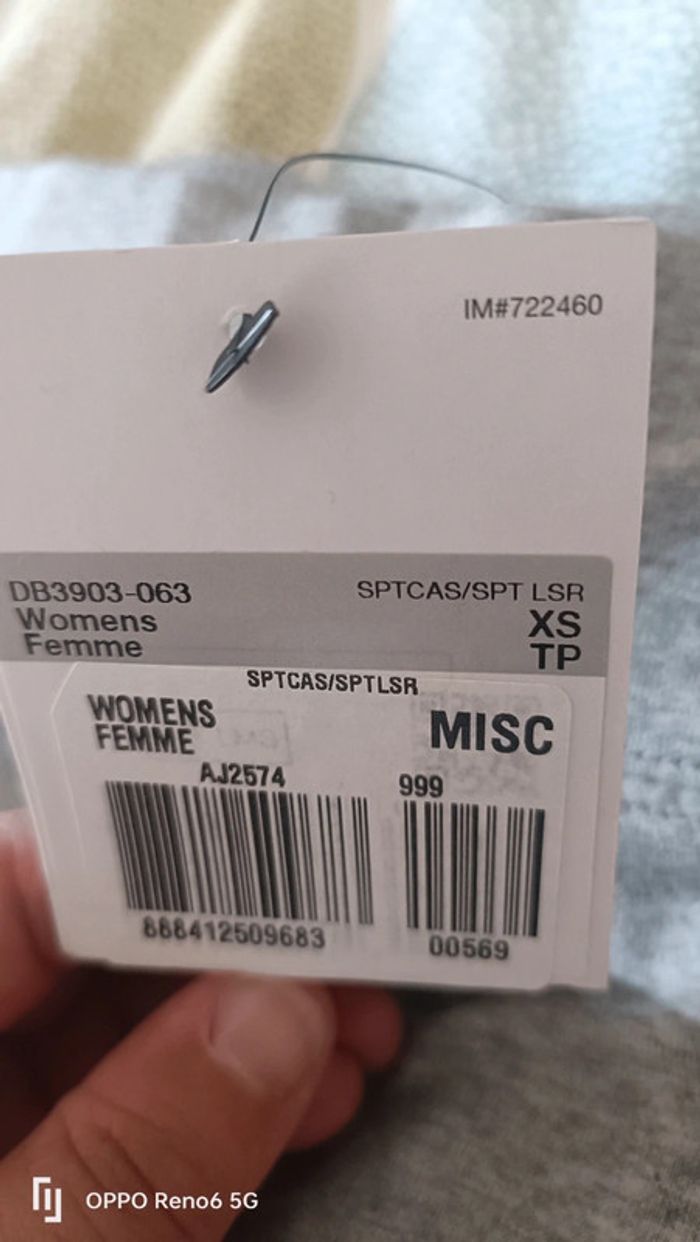 IM#722460
DB3903-063 SPTCAS/SPT LSR
Womens XS
Femme TP
SPTCAS/SPTLSR
WOMENS MISC
FEMME
AJ2574 999
888412509683 00569
OPPO Reno6 5G